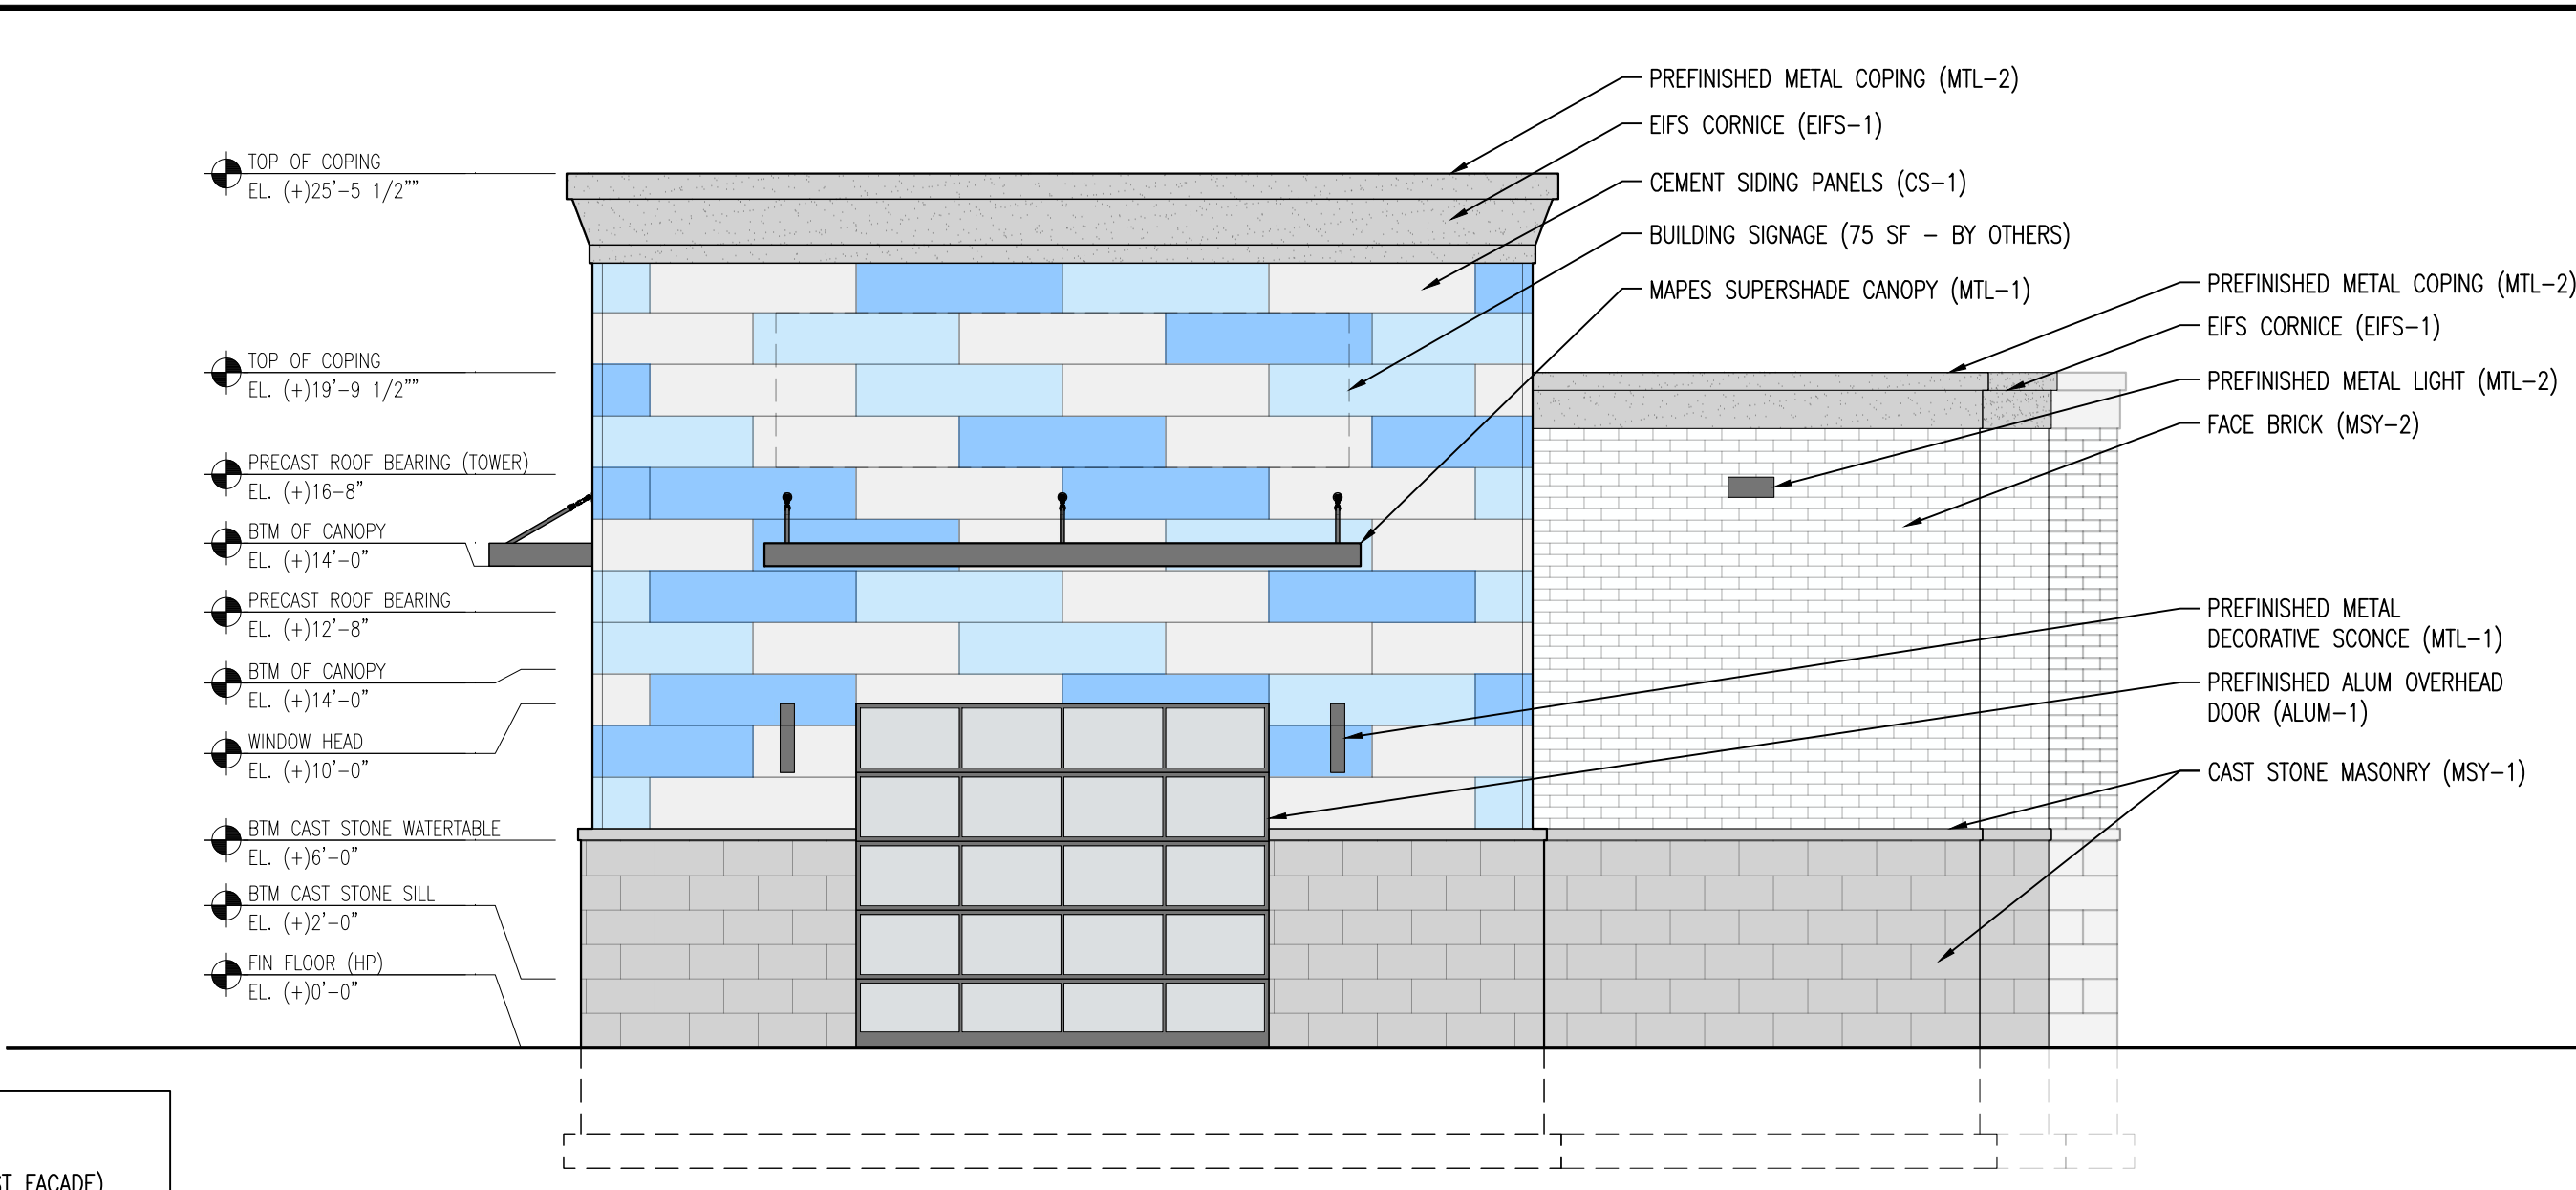 PREFINISHED METAL COPING (MTL-2)
EIFS CORNICE (EIFS-1)
CEMENT SIDING PANELS (CS-1)
BUILDING SIGNAGE (75 SF - BY OTHERS)
MAPES SUPERSHADE CANOPY (MTL-1)
PREFINISHED METAL COPING (MTL-2)
EIFS CORNICE (EIFS-1)
PREFINISHED METAL LIGHT (MTL-2)
FACE BRICK (MSY-2)
PREFINISHED METAL
DECORATIVE SCONCE (MTL-1)
PREFINISHED ALUM OVERHEAD
DOOR (ALUM-1)
CAST STONE MASONRY (MSY-1)
TOP OF COPING
EL. (+)25'-5 1/2""
TOP OF COPING
EL. (+)19'-9 1/2""
PRECAST ROOF BEARING (TOWER)
EL. (+)16-8"
BTM OF CANOPY
EL. (+)14'-0"
PRECAST ROOF BEARING
EL. (+)12'-8"
BTM OF CANOPY
EL. (+)14'-0"
WINDOW HEAD
EL. (+)10'-0"
BTM CAST STONE WATERTABLE
EL. (+)6'-0"
BTM CAST STONE SILL
EL. (+)2'-0"
FIN FLOOR (HP)
EL. (+)0'-0"
FACADE)